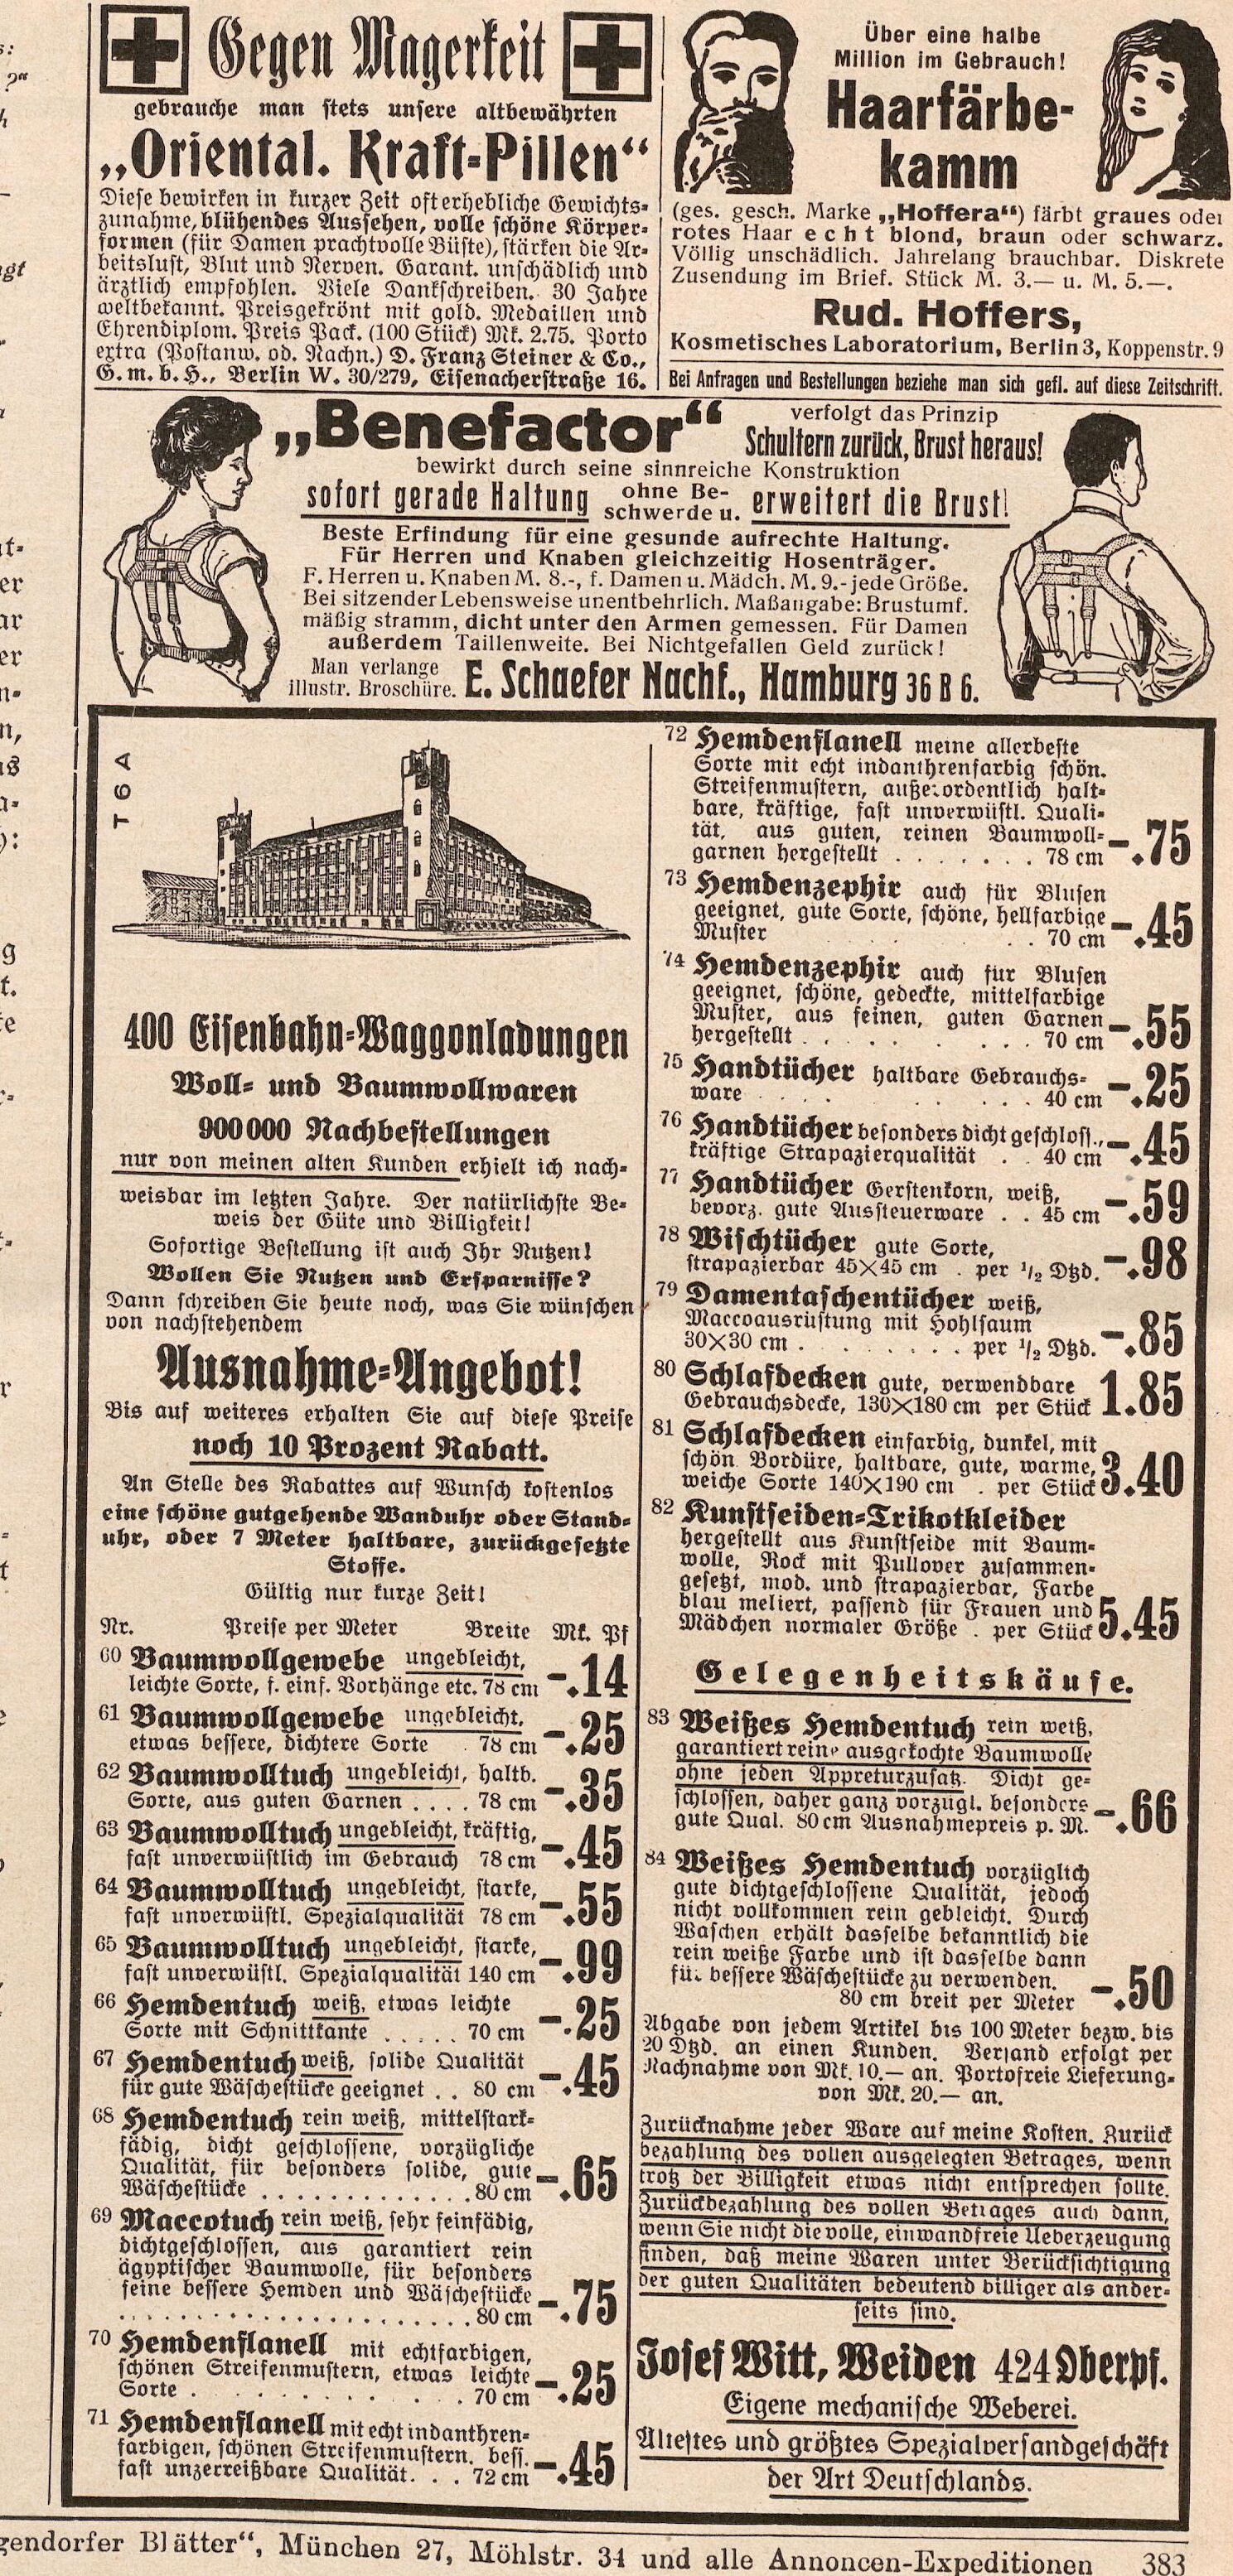 Gegen Magerkeit
gebrauche man stets unsere altbewährten
„Oriental. Kraft-Pillen“
Diese bewirken in kurzer Zeit oft erhebliche Gewichts-
zunahme, blühendes Aussehen, volle schöne Körper-
formen (für Damen prachtvolle Büste), stärken die Ar-
beitslust, Blut und Nerven. Garant. unschädlich und
ärztlich empfohlen. Viele Dankschreiben. 30 Jahre
weltbekannt. Preisgekrönt mit gold. Medaillen und
Ehrendiplom. Preis Pack. (100 Stück) Mk. 2.75. Porto
extra (Postanw. od. Nachn.) D. Franz Steiner & Co.,
G. m. b. H., Berlin W. 30/279, Eisenacherstraße 16.
Über eine halbe
Million im Gebrauch!
Haarfärbe-
kamm
(ges. gesch. Marke „Hoffera“) färbt graues oder
rotes Haar echt blond, braun oder schwarz.
Völlig unschädlich. Jahrelang brauchbar. Diskrete
Zusendung im Brief. Stück M. 3.— u. M. 5.—.
Rud. Hoffers,
Kosmetisches Laboratorium, Berlin 3, Koppenstr. 9
Bei Anfragen und Bestellungen beziehe man sich gefl. auf diese Zeitschrift.
„Benefactor“ verfolgt das Prinzip
Schultern zurück, Brust heraus!
bewirkt durch seine sinnreiche Konstruktion
sofort gerade Haltung ohne Be-
schwerde u. erweitert die Brust!
Beste Erfindung für eine gesunde aufrechte Haltung.
Für Herren und Knaben gleichzeitig Hosenträger.
F. Herren u. Knaben M. 8.-, f. Damen u. Mädch. M. 9.- jede Größe.
Bei sitzender Lebensweise unentbehrlich. Maßangabe: Brustumf.
mäßig stramm, dicht unter den Armen gemessen. Für Damen
außerdem Taillenweite. Bei Nichtgefallen Geld zurück!
Man verlange
illustr. Broschüre. E. Schaefer Nachf., Hamburg 36 B 6.
T 6 A
400 Eisenbahn-Waggonladungen
Woll- und Baumwollwaren
900000 Nachbestellungen
nur von meinen alten Kunden erhielt ich nach-
weisbar im letzten Jahre. Der natürlichste Be-
weis der Güte und Billigkeit!
Sofortige Bestellung ist auch Ihr Nutzen!
Wollen Sie Nutzen und Ersparnisse?
Dann schreiben Sie heute noch, was Sie wünschen
von nachstehendem
Ausnahme-Angebot!
Bis auf weiteres erhalten Sie auf diese Preise
noch 10 Prozent Rabatt.
An Stelle des Rabattes auf Wunsch kostenlos
eine schöne gutgehende Wanduhr oder Stand-
uhr, oder 7 Meter haltbare, zurückgesetzte
Stoffe.
Gültig nur kurze Zeit!
Nr. Preise per Meter Breite Mk. Pf
60 Baumwollgewebe ungebleicht,
leichte Sorte, f. einf. Vorhänge etc. 78 cm -.14
61 Baumwollgewebe ungebleicht,
etwas bessere, dichtere Sorte . 78 cm -.25
62 Baumwolltuch ungebleicht, haltb.
Sorte, aus guten Garnen .... 78 cm -.35
63 Baumwolltuch ungebleicht, kräftig,
fast unverwüstlich im Gebrauch 78 cm -.45
64 Baumwolltuch ungebleicht, starke,
fast unverwüstl. Spezialqualität 78 cm -.55
65 Baumwolltuch ungebleicht, starke,
fast unverwüstl. Spezialqualität 140 cm -.99
66 Hemdentuch weiß, etwas leichte
Sorte mit Schnittkante ..... 70 cm -.25
67 Hemdentuch weiß, solide Qualität
für gute Wäschestücke geeignet .. 80 cm -.45
68 Hemdentuch rein weiß, mittelstark-
fädig, dicht geschlossene, vorzügliche
Qualität, für besonders solide, gute
Wäschestücke ............. 80 cm -.65
69 Maccotuch rein weiß, sehr feinfädig,
dichtgeschlossen, aus garantiert rein
ägyptischer Baumwolle, für besonders
feine bessere Hemden und Wäschestücke
...................... 80 cm -.75
70 Hemdenflanell mit echtfarbigen,
schönen Streifenmustern, etwas leichte
Sorte ............ 70 cm -.25
71 Hemdenflanell mit echt indanthren-
farbigen, schönen Streifenmustern, bess.
fast unzerreißbare Qualität. .. 72 cm -.45
72 Hemdenflanell meine allerbeste
Sorte mit echt indanthrenfarbig schön.
Streifenmustern, außerordentlich halt-
bare, kräftige, fast unverwüstl. Quali-
tät, aus guten, reinen Baumwoll-
garnen hergestellt ....... 78 cm -.75
73 Hemdenzephir auch für Blusen
geeignet, gute Sorte, schöne, hellfarbige
Muster .. 70 cm -.45
74 Hemdenzephir auch für Blusen
geeignet, schöne, gedeckte, mittelfarbige
Muster, aus feinen, guten Garnen
hergestellt ........ 70 cm -.55
75 Handtücher haltbare Gebrauchs-
ware ........ 40 cm -.25
76 Handtücher besonders dicht geschloss.,
kräftige Strapazierqualität . 40 cm -.45
77 Handtücher Gerstenkorn, weiß,
bevorz. gute Aussteuerware .. 45 cm -.59
78 Wischtücher gute Sorte,
strapazierbar 45×45 cm . per ½ Dtzd. -.98
79 Damentaschentücher weiß,
Maccoausrüstung mit Hohlsaum
30×30 cm ........ per ½ Dtzd. -.85
80 Schlafdecken gute, verwendbare
Gebrauchsdecke, 130×180 cm per Stück 1.85
81 Schlafdecken einfarbig, dunkel, mit
schön Bordüre, haltbare, gute, warme,
weiche Sorte 140×190 cm . per Stück 3.40
82 Kunstseiden-Trikotkleider
hergestellt aus Kunstseide mit Baum-
wolle, Rock mit Pullover zusammen-
gesetzt, mod. und strapazierbar, Farbe
blau meliert, passend für Frauen und
Mädchen normaler Größe . per Stück 5.45
Gelegenheitskäufe.
83 Weißes Hemdentuch rein weiß,
garantiert reine ausgekochte Baumwolle
ohne jeden Appreturzusatz. Dicht ge-
schlossen, daher ganz vorzügl. besonders
gute Qual. 80 cm Ausnahmepreis p. M. -.66
84 Weißes Hemdentuch vorzüglich
gute dichtgeschlossene Qualität, jedoch
nicht vollkommen rein gebleicht. Durch
Waschen erhält dasselbe bekanntlich die
rein weiße Farbe und ist dasselbe dann
für bessere Wäschestücke zu verwenden.
80 cm breit per Meter -.50
Abgabe von jedem Artikel bis 100 Meter bezw. bis
20 Dtzd. an einen Kunden. Versand erfolgt per
Nachnahme von Mk. 10.— an. Portofreie Lieferung
von Mk. 20.— an.
Zurücknahme jeder Ware auf meine Kosten. Zurück
bezahlung des vollen ausgelegten Betrages, wenn
trotz der Billigkeit etwas nicht entsprechen sollte.
Zurückbezahlung des vollen Betrages auch dann,
wenn Sie nicht die volle, einwandfreie Ueberzeugung
finden, daß meine Waren unter Berücksichtigung
der guten Qualitäten bedeutend billiger als ander-
seits sind.
Josef Witt, Weiden 424 Oberpf.
Eigene mechanische Weberei.
Ältestes und größtes Spezialversandgeschäft
der Art Deutschlands.
gendorfer Blätter“, München 27, Möhlstr. 34 und alle Annoncen-Expeditionen 383